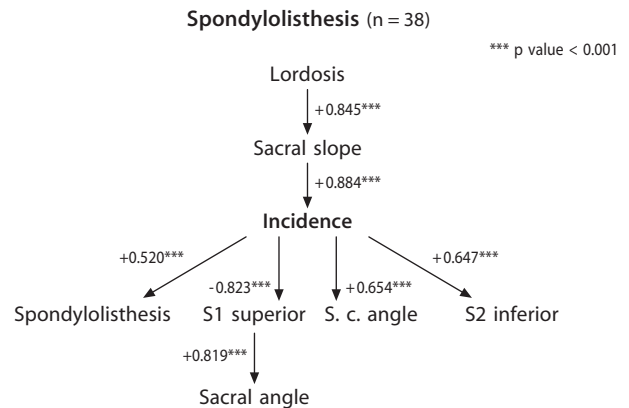 Spondylolisthesis (n = 38)
*** p value < 0.001
Lordosis
+0.845***
Sacral slope
+0.884***
Incidence
+0.520*** -0.823*** +0.654*** +0.647***
Spondylolisthesis S1 superior S. c. angle S2 inferior
+0.819***
Sacral angle